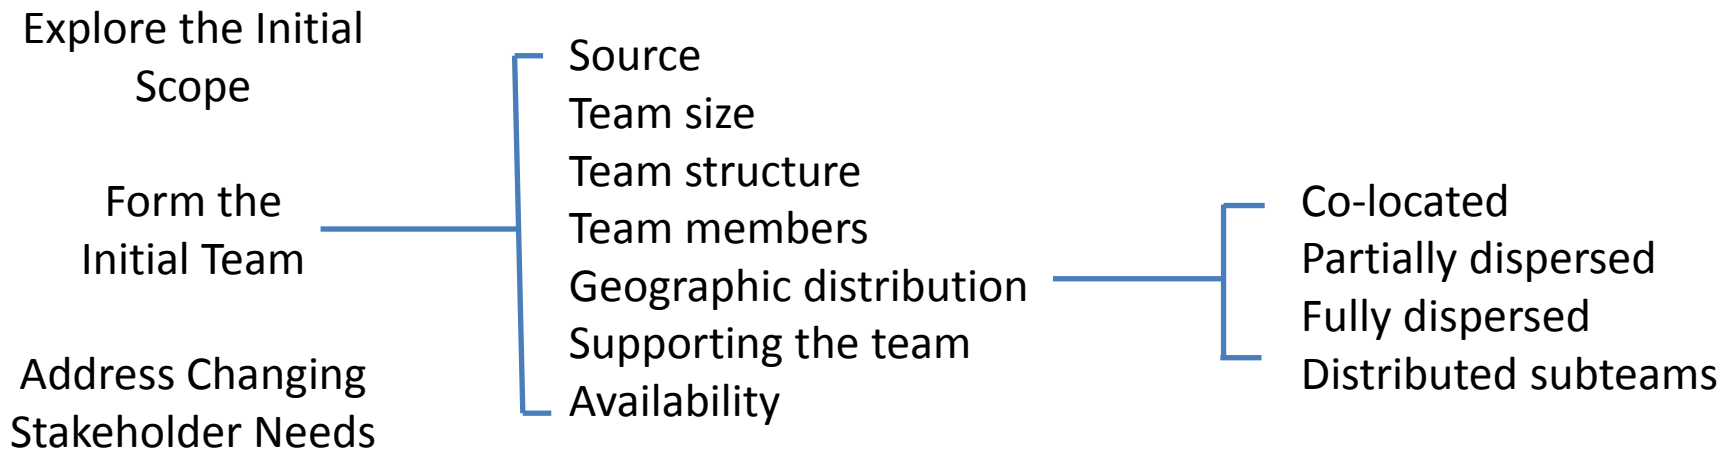 Explore the Initial
Scope
Form the
Initial Team
Address Changing
Stakeholder Needs
Source
Team size
Team structure
Team members
Geographic distribution
Supporting the team
Availability
Co-located
Partially dispersed
Fully dispersed
Distributed subteams